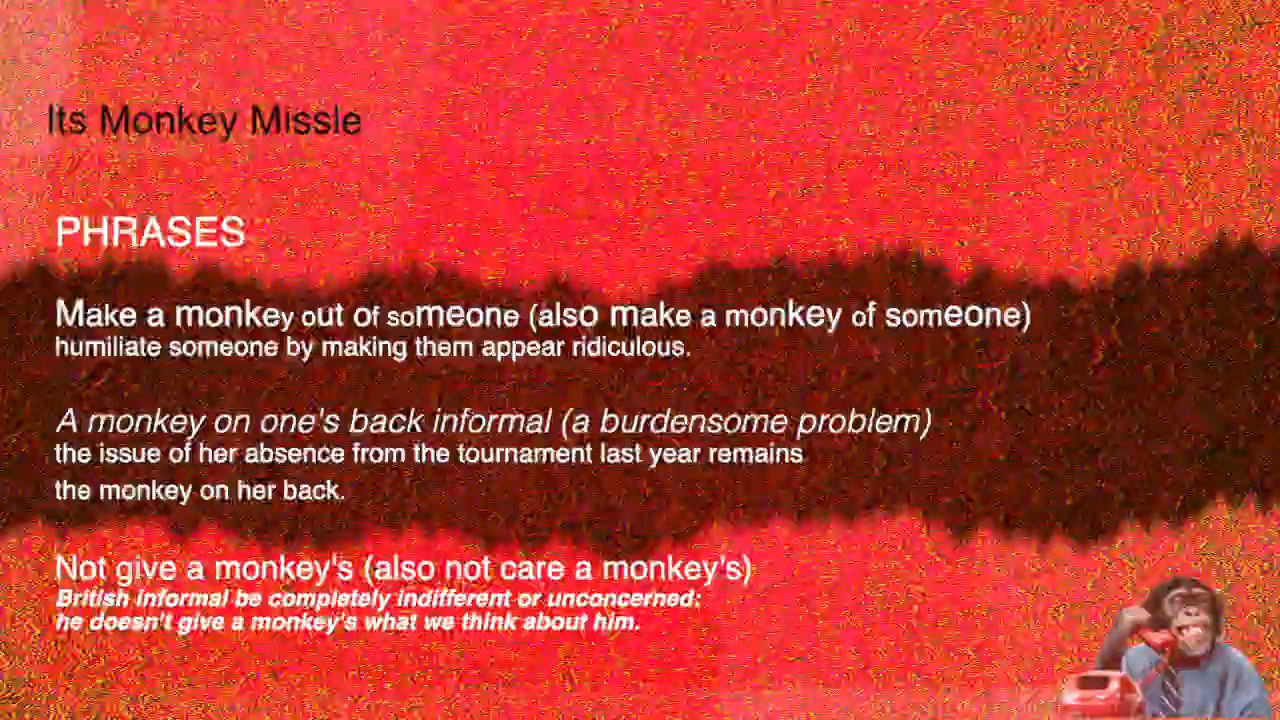 Its Monkey Missle
PHRASES
Make a monkey out of someone (also make a monkey of someone)
humiliate someone by making them appear ridiculous.
A monkey on one's back informal (a burdensome problem)
the issue of her absence from the tournament last year remains
the monkey on her back.
Not give a monkey's (also not care a monkey's)
British informal be completely indifferent or unconcerned:
he doesn't give a monkey's what we think about him.